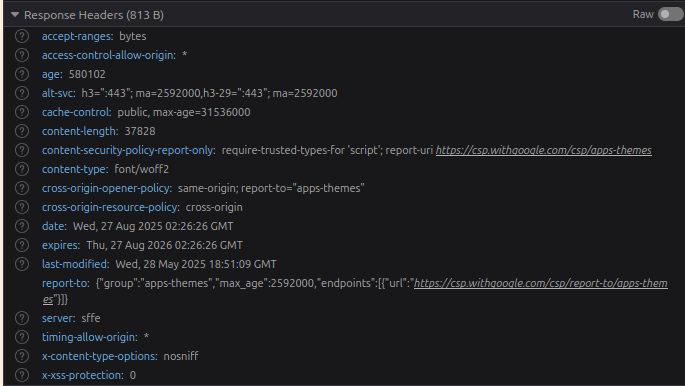 Response Headers (813 B) Raw
accept-ranges: bytes
access-control-allow-origin: *
age: 580102
alt-svc: h3=":443"; ma=2592000,h3-29=":443"; ma=2592000
cache-control: public, max-age=31536000
content-length: 37828
content-security-policy-report-only: require-trusted-types-for 'script'; report-uri https://csp.withgoogle.com/csp/apps-themes
content-type: font/woff2
cross-origin-opener-policy: same-origin; report-to="apps-themes"
cross-origin-resource-policy: cross-origin
date: Wed, 27 Aug 2025 02:26:26 GMT
expires: Thu, 27 Aug 2026 02:26:26 GMT
last-modified: Wed, 28 May 2025 18:51:09 GMT
report-to: {"group":"apps-themes","max_age":2592000,"endpoints":[{"url":"https://csp.withgoogle.com/csp/report-to/apps-them
es"}]}
server: sffe
timing-allow-origin: *
x-content-type-options: nosniff
x-xss-protection: 0